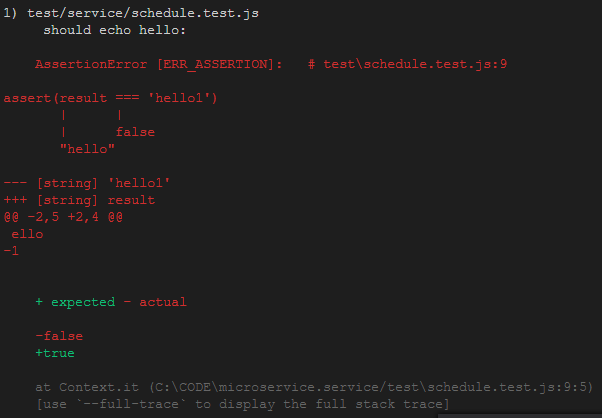 1) test/service/schedule.test.js
should echo hello:
AssertionError [ERR_ASSERTION]:   # test\schedule.test.js:9
assert(result === 'hello1')
|      |
|      false
"hello"
--- [string] 'hello1'
+++ [string] result
@@ -2,5 +2,4 @@
ello
-1
+ expected - actual
-false
+true
at Context.it (C:\CODE\microservice.service/test\schedule.test.js:9:5)
[use `--full-trace` to display the full stack trace]